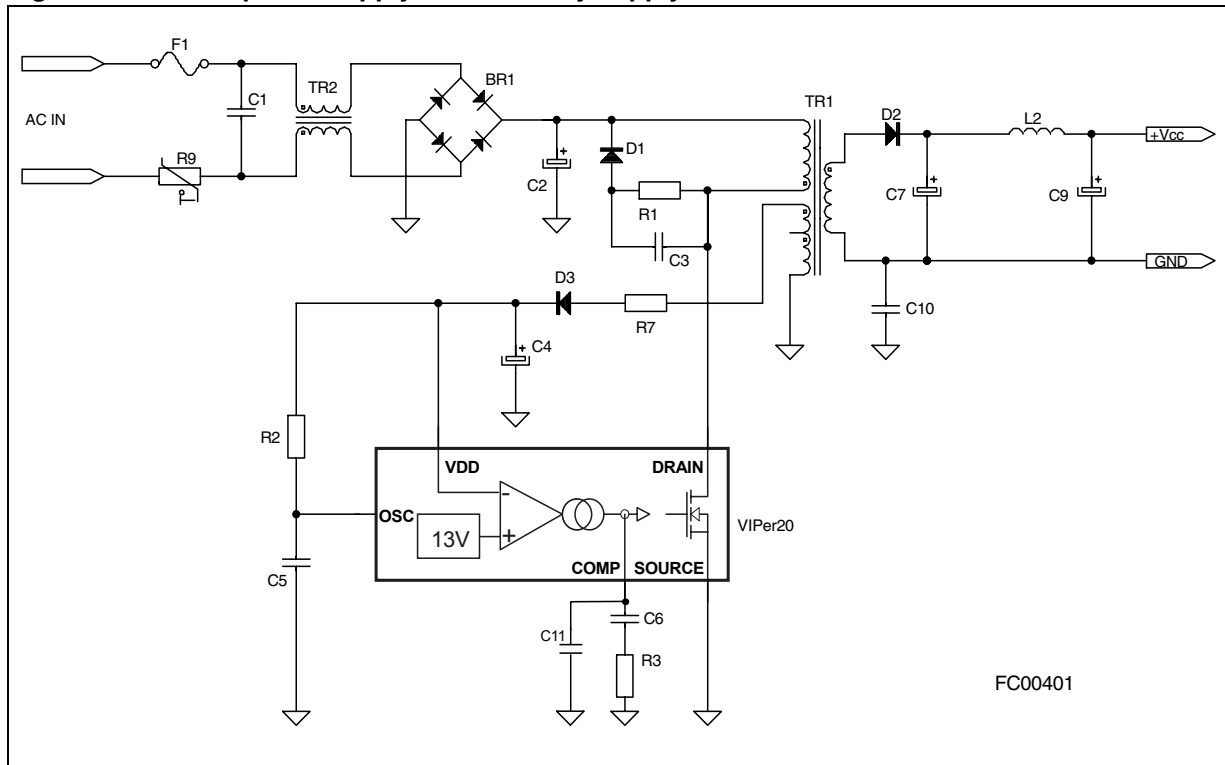 F1
TR2
BR1
C1
AC IN
R9
T
C2
D1
R1
C3
TR1
D2
L2
+Vcc
C7
C9
GND
C10
D3
R7
C4
R2
VDD
DRAIN
OSC
-
+
13V
VIPer20
COMP
SOURCE
C5
C11
C6
R3
FC00401